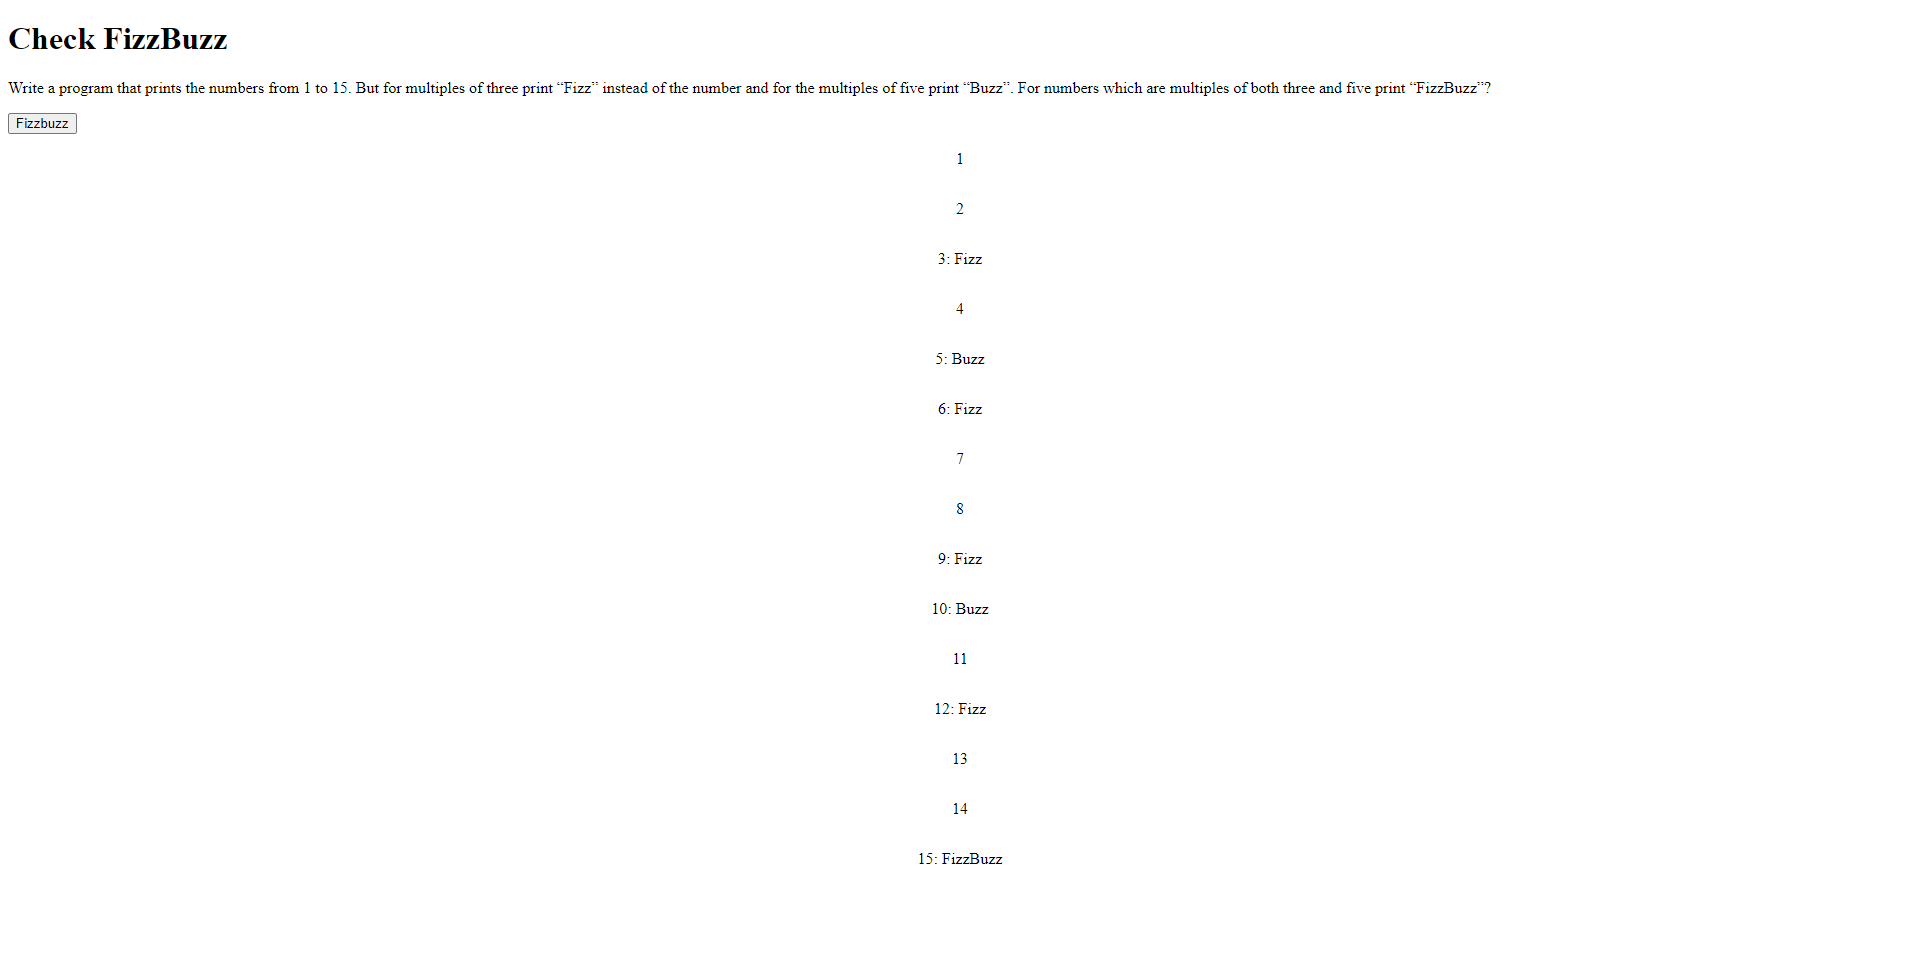 Check FizzBuzz
Write a program that prints the numbers from 1 to 15. But for multiples of three print “Fizz” instead of the number and for the multiples of five print “Buzz”. For numbers which are multiples of both three and five print “FizzBuzz”?
Fizzbuzz
1
2
3: Fizz
4
5: Buzz
6: Fizz
7
8
9: Fizz
10: Buzz
11
12: Fizz
13
14
15: FizzBuzz